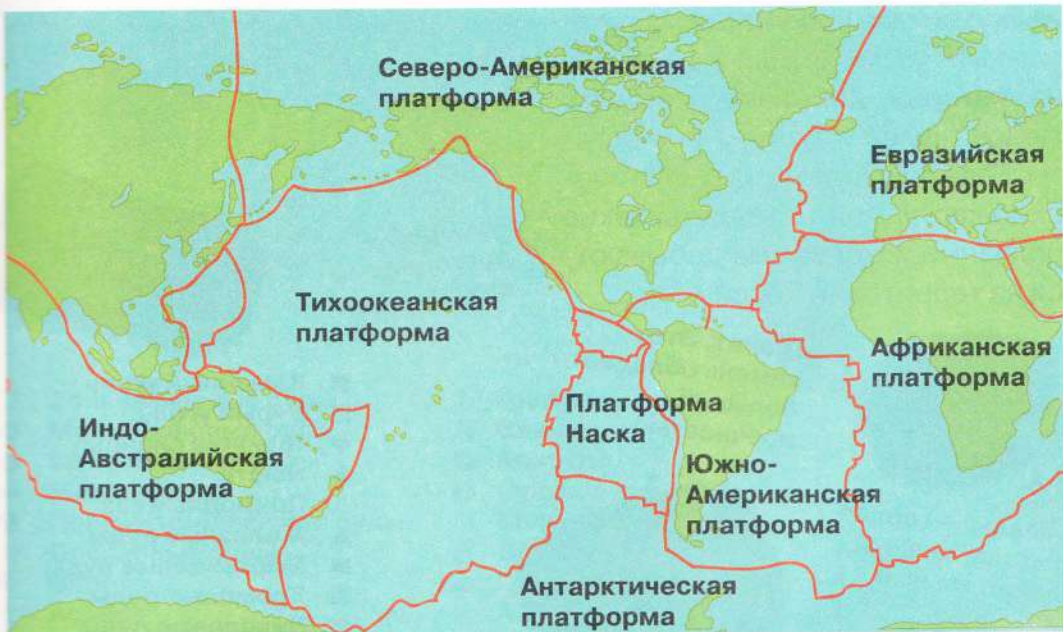 Северо-Американская
платформа
Евразийская
платформа
Тихоокеанская
платформа
Африканская
платформа
Платформа
Наска
Индо-
Австралийская
платформа
Южно-
Американская
платформа
Антарктическая
платформа